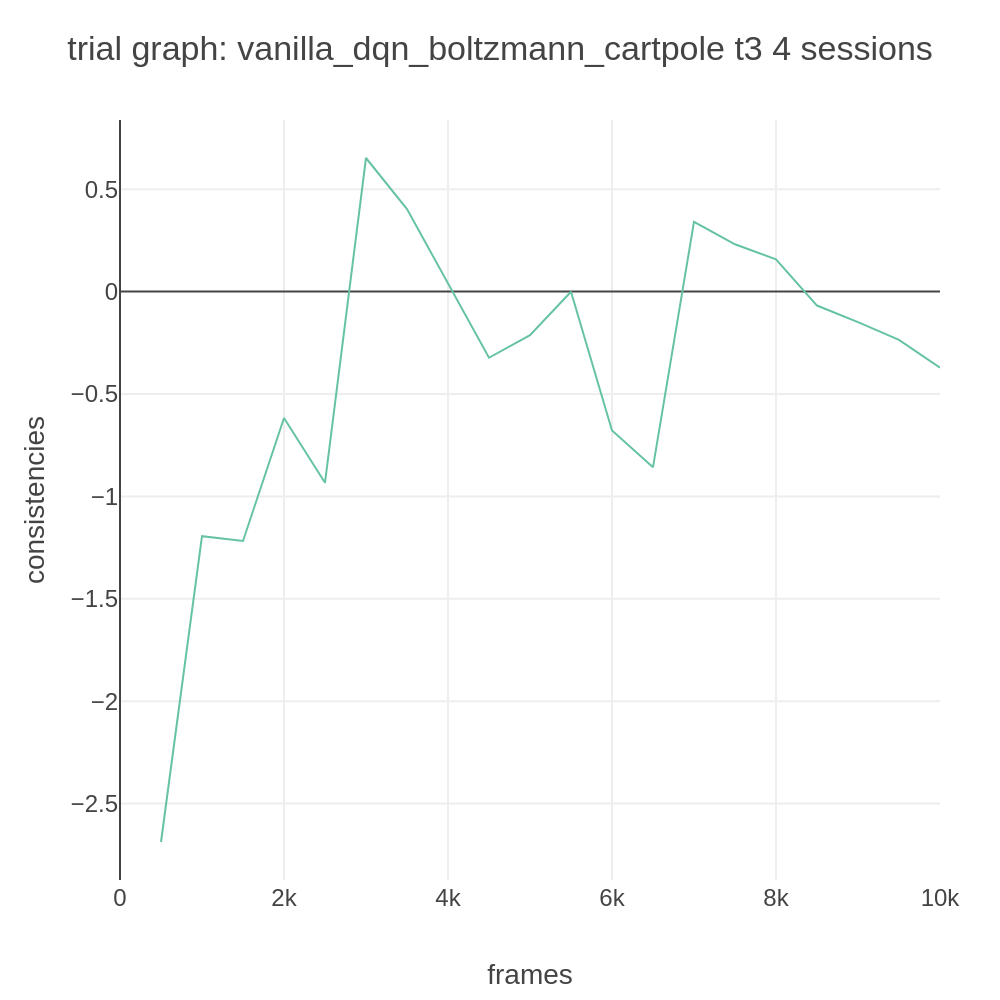 trial graph: vanilla_dqn_boltzmann_cartpole t3 4 sessions
0.5
0
−0.5
−1
−1.5
−2
−2.5
consistencies
0 2k 4k 6k 8k 10k
frames